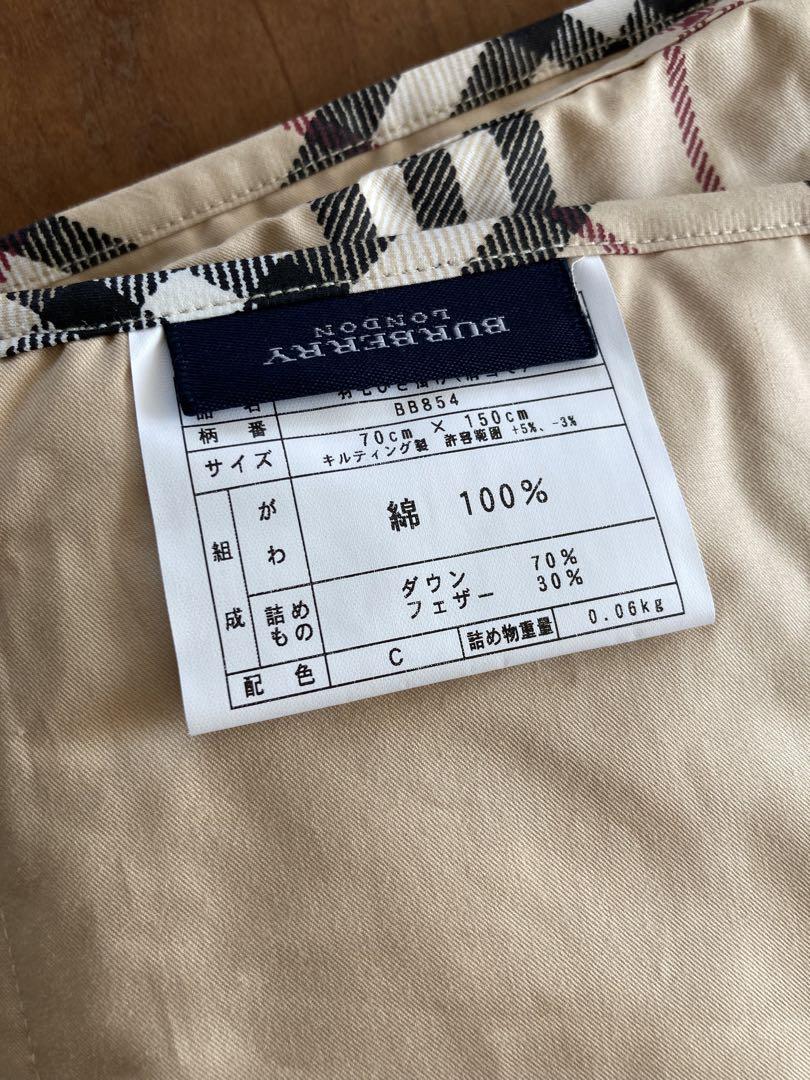 BURBERRY
LONDON
品 名
柄 番 BB854
サイズ 70cm × 150cm
キルティング製 許容範囲 +5%、-3%
組成 がわ 綿 100%
詰めもの ダウン 70%
フェザー 30%
配 色 C 詰め物重量 0.06kg